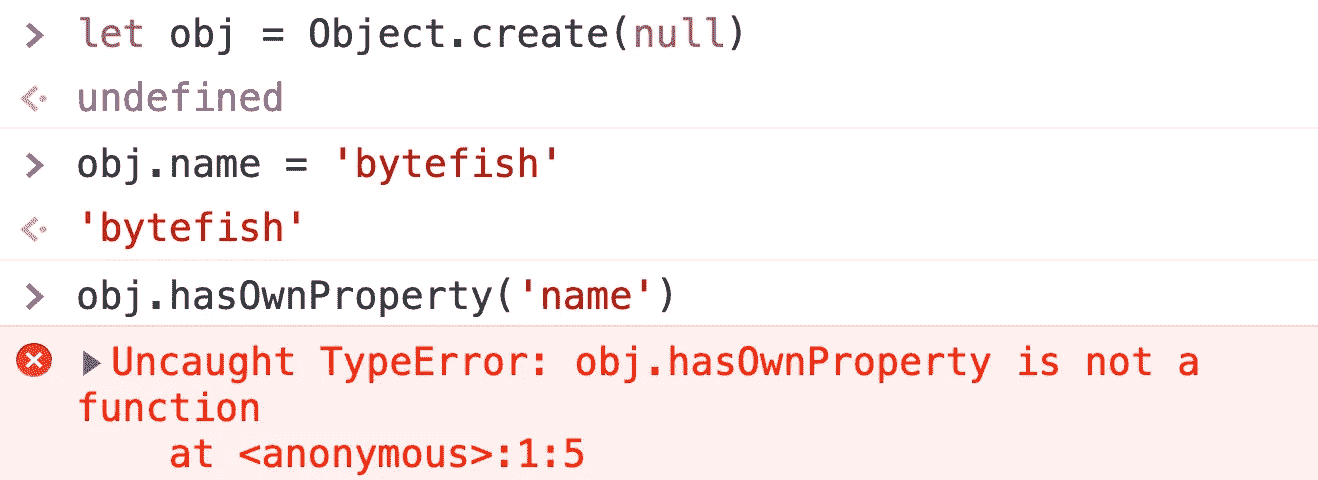 > let obj = Object.create(null)
<· undefined
> obj.name = 'bytefish'
<· 'bytefish'
> obj.hasOwnProperty('name')
▶Uncaught TypeError: obj.hasOwnProperty is not a
function
    at <anonymous>:1:5